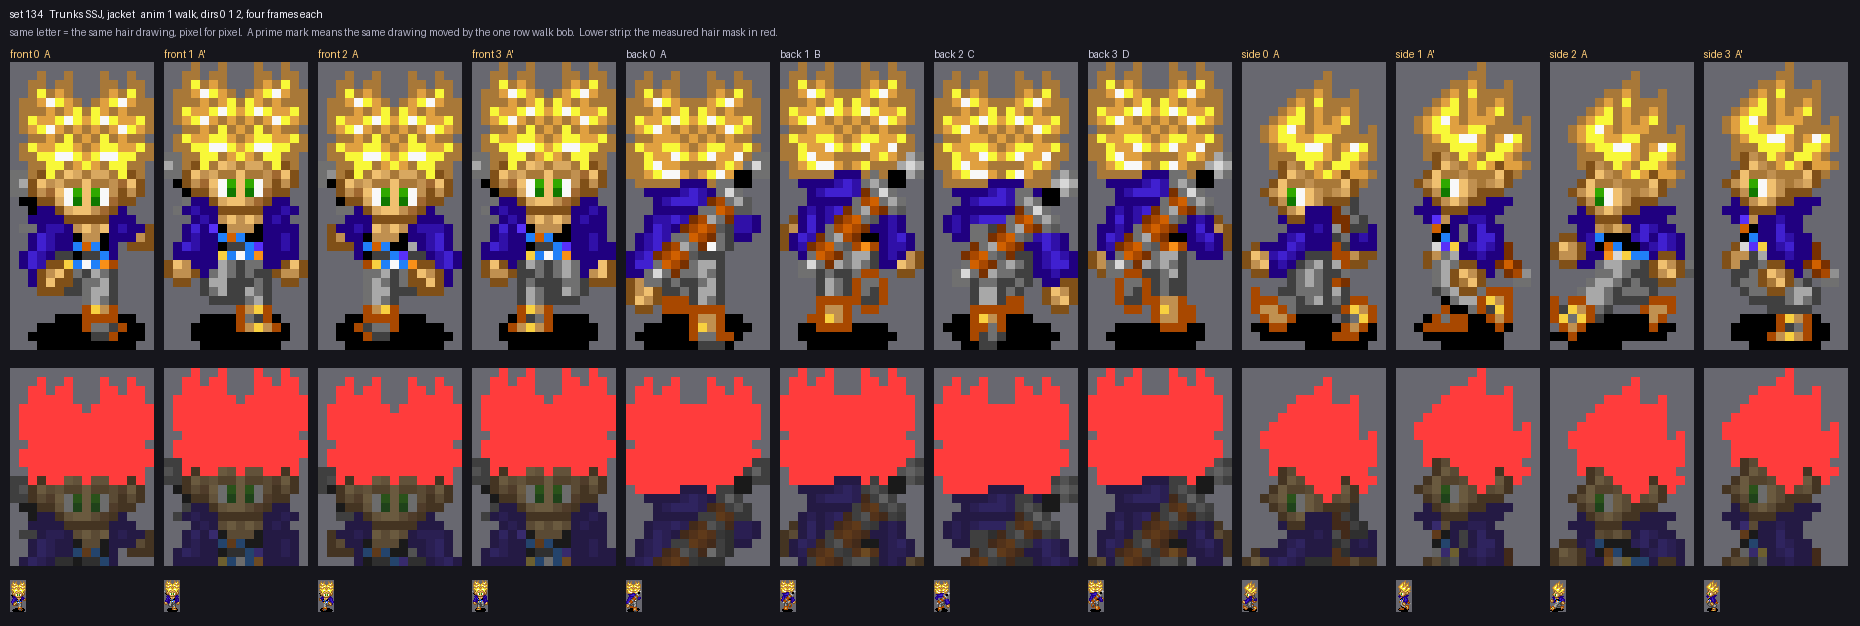 set 134 Trunks SSJ, jacket anim 1 walk, dirs 0 1 2, four frames each
same letter = the same hair drawing, pixel for pixel. A prime mark means the same drawing moved by the one row walk bob. Lower strip: the measured hair mask in red.
front 0 A front 1 A' front 2 A front 3 A' back 0 A back 1 B back 2 C back 3 D side 0 A side 1 A' side 2 A side 3 A'